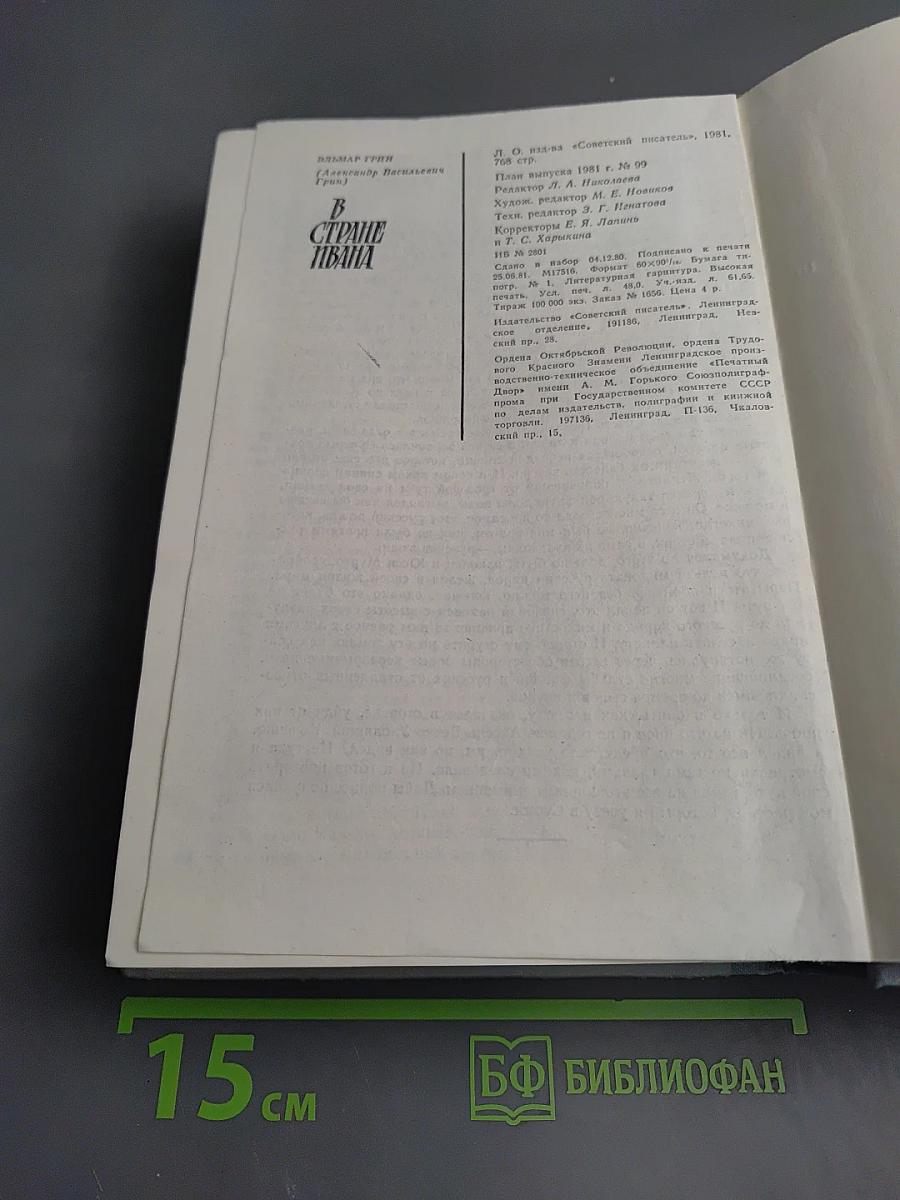 ЭЛЬМАР ГРИН
(Александр Васильевич
Грин)
В
СТРАНЕ
ИВАНА
Л. О. изд-ва «Советский писатель», 1981,
768 стр.
План выпуска 1981 г. № 99
Редактор Л. А. Николаева
Худож. редактор М. Е. Новиков
Техн. редактор Э. Г. Игнатова
Корректоры Е. Я. Лапинь
и Т. С. Харыкина
ИБ № 2801
Сдано в набор 04.12.80. Подписано к печати
25.06.81. М17516. Формат 60×90¹/₁₆. Бумага ти-
погр. № 1. Литературная гарнитура. Высокая
печать. Усл. печ. л. 48,0. Уч.-изд. л. 61,65.
Тираж 100 000 экз. Заказ № 1656. Цена 4 р.
Издательство «Советский писатель». Ленинград-
ское отделение. 191186, Ленинград, Нев-
ский пр., 28.
Ордена Октябрьской Революции, ордена Трудо-
вого Красного Знамени Ленинградское произ-
водственно-техническое объединение «Печатный
Двор» имени А. М. Горького Союзполиграф-
прома при Государственном комитете СССР
по делам издательств, полиграфии и книжной
торговли. 197136, Ленинград, П-136, Чкалов-
ский пр., 15.
15 см
БФ БИБЛИОФАН